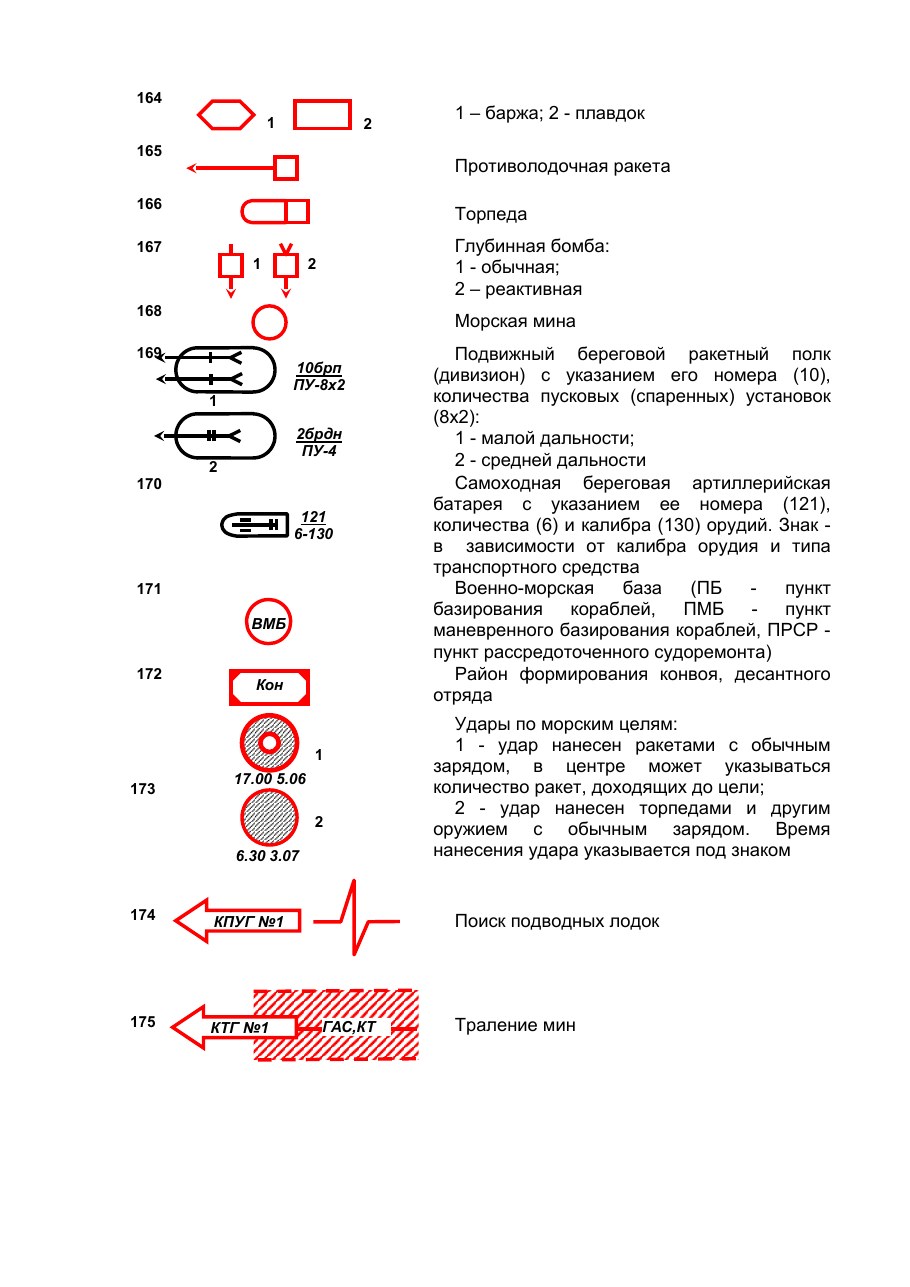 164
1
2
1 – баржа; 2 - плавдок
165
Противолодочная ракета
166
Торпеда
167
1
2
Глубинная бомба:
1 - обычная;
2 – реактивная
168
Морская мина
169
10брп
ПУ-8х2
1
2брдн
ПУ-4
2
Подвижный береговой ракетный полк
(дивизион) с указанием его номера (10),
количества пусковых (спаренных) установок
(8х2):
1 - малой дальности;
2 - средней дальности
170
121
6-130
Самоходная береговая артиллерийская
батарея с указанием ее номера (121),
количества (6) и калибра (130) орудий. Знак -
в зависимости от калибра орудия и типа
транспортного средства
171
ВМБ
Военно-морская база (ПБ - пункт
базирования кораблей, ПМБ - пункт
маневренного базирования кораблей, ПРСР -
пункт рассредоточенного судоремонта)
172
Кон
Район формирования конвоя, десантного
отряда
173
1
17.00 5.06
2
6.30 3.07
Удары по морским целям:
1 - удар нанесен ракетами с обычным
зарядом, в центре может указываться
количество ракет, доходящих до цели;
2 - удар нанесен торпедами и другим
оружием с обычным зарядом. Время
нанесения удара указывается под знаком
174
КПУГ №1
Поиск подводных лодок
175
КТГ №1
ГАС,КТ
Траление мин